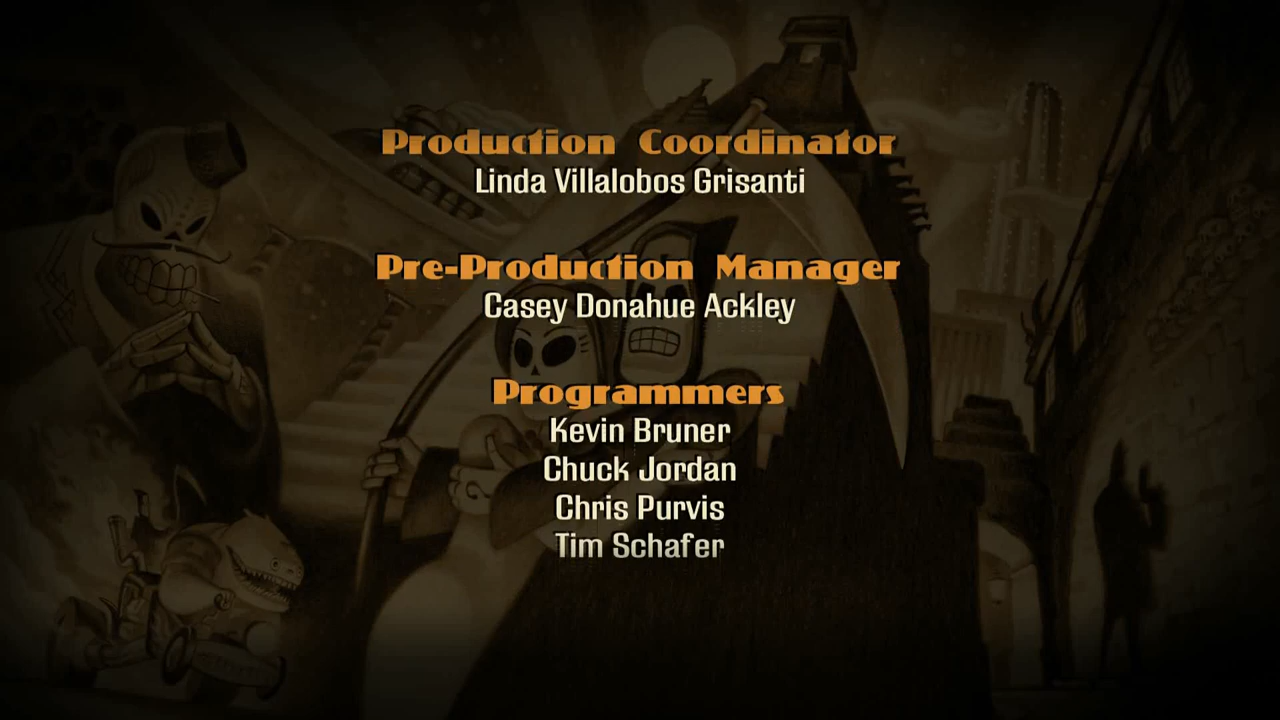 Production Coordinator
Linda Villalobos Grisanti
Pre-Production Manager
Casey Donahue Ackley
Programmers
Kevin Bruner
Chuck Jordan
Chris Purvis
Tim Schafer